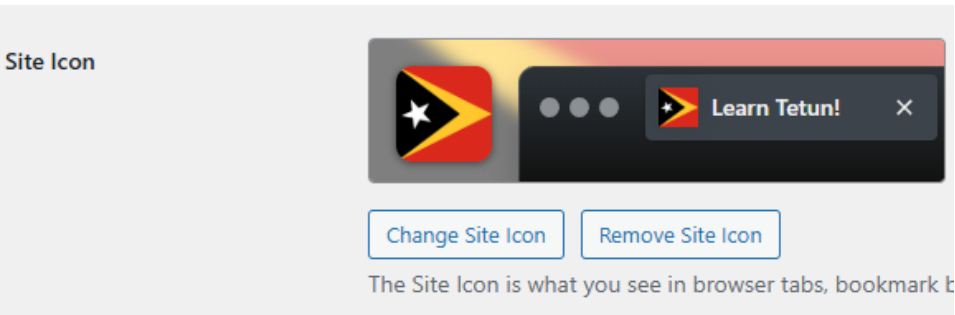 Site Icon
Learn Tetun!
Change Site Icon
Remove Site Icon
The Site Icon is what you see in browser tabs, bookmark